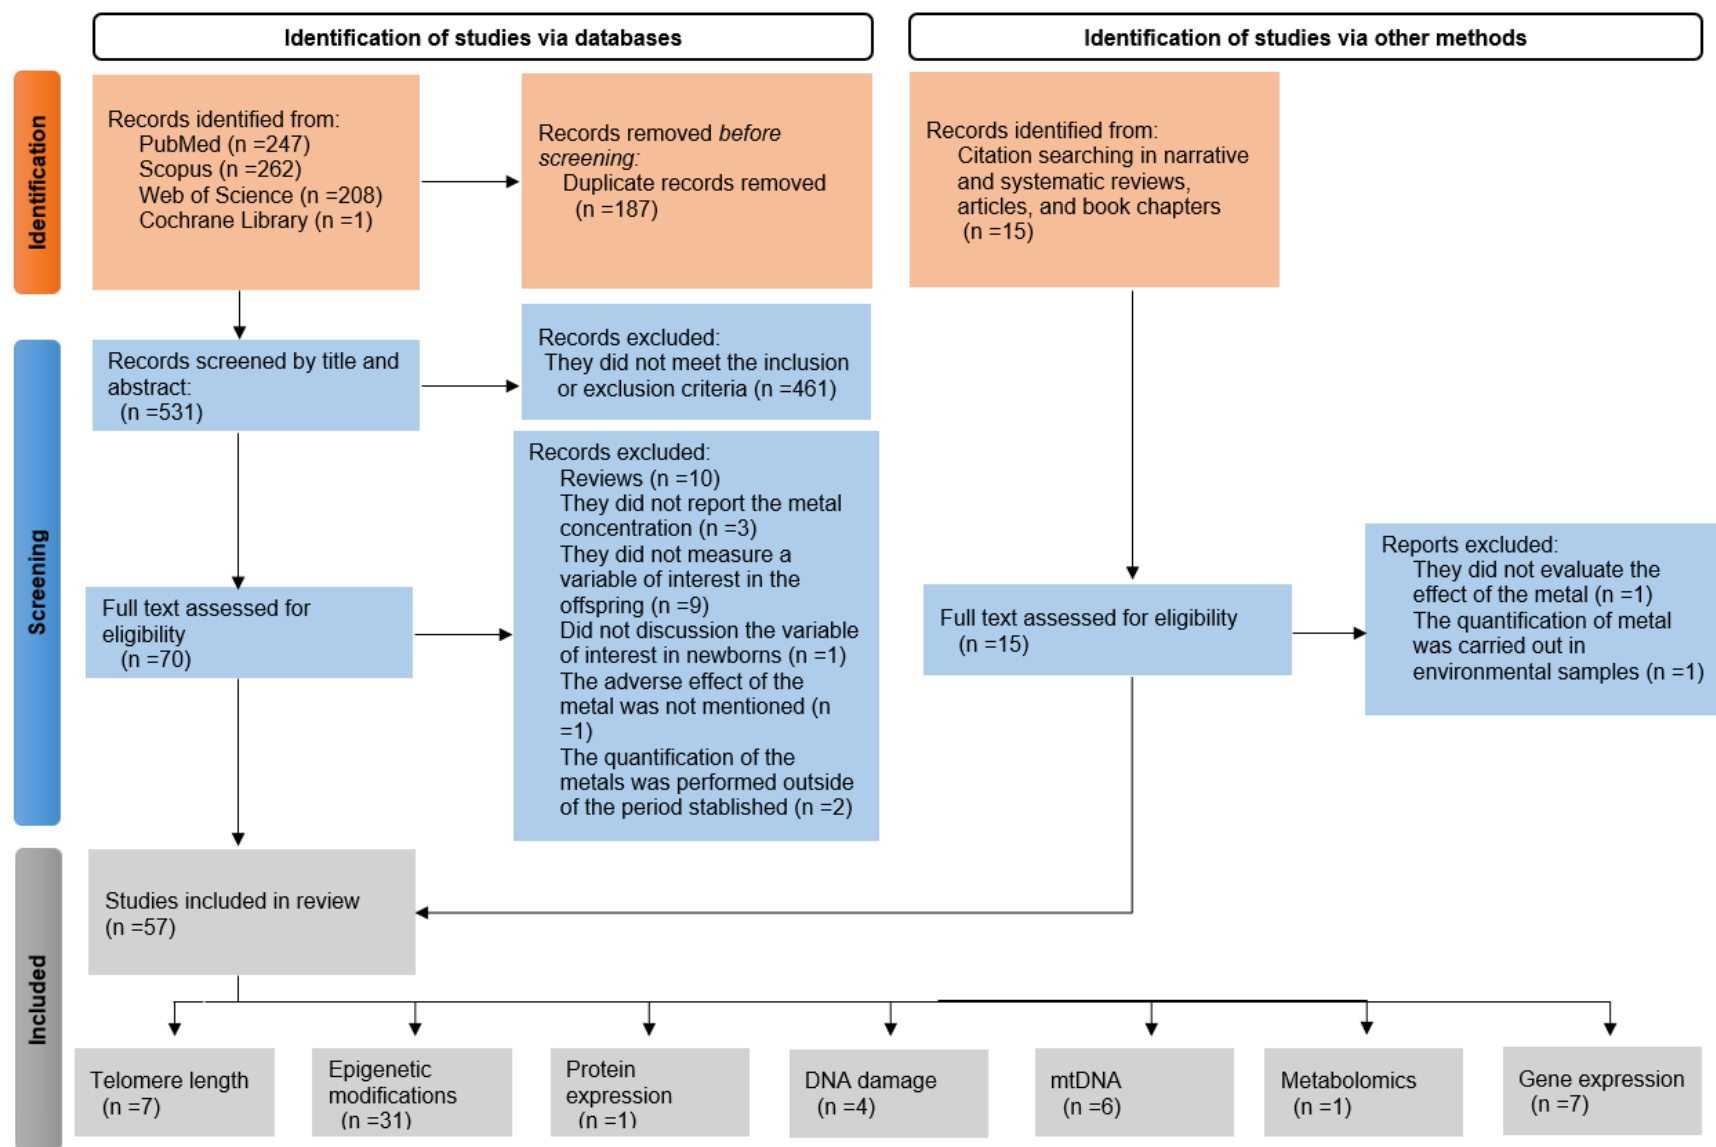 Identification of studies via databases
Identification of studies via other methods
Identification
Records identified from:
PubMed (n =247)
Scopus (n =262)
Web of Science (n =208)
Cochrane Library (n =1)
Records removed before
screening:
Duplicate records removed
(n =187)
Records identified from:
Citation searching in narrative
and systematic reviews,
articles, and book chapters
(n =15)
Screening
Records screened by title and
abstract:
(n =531)
Records excluded:
They did not meet the inclusion
or exclusion criteria (n =461)
Full text assessed for
eligibility
(n =70)
Records excluded:
Reviews (n =10)
They did not report the metal
concentration (n =3)
They did not measure a
variable of interest in the
offspring (n =9)
Did not discussion the variable
of interest in newborns (n =1)
The adverse effect of the
metal was not mentioned (n
=1)
The quantification of the
metals was performed outside
of the period stablished (n =2)
Full text assessed for eligibility
(n =15)
Reports excluded:
They did not evaluate the
effect of the metal (n =1)
The quantification of metal
was carried out in
environmental samples (n =1)
Included
Studies included in review
(n =57)
Telomere length
(n =7)
Epigenetic
modifications
(n =31)
Protein
expression
(n =1)
DNA damage
(n =4)
mtDNA
(n =6)
Metabolomics
(n =1)
Gene expression
(n =7)